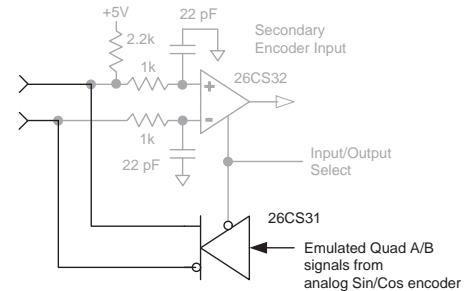 +5V
22 pF
2.2k
Secondary
Encoder Input
1k
26CS32
+
-
1k
22 pF
Input/Output
Select
26CS31
Emulated Quad A/B
signals from
analog Sin/Cos encoder